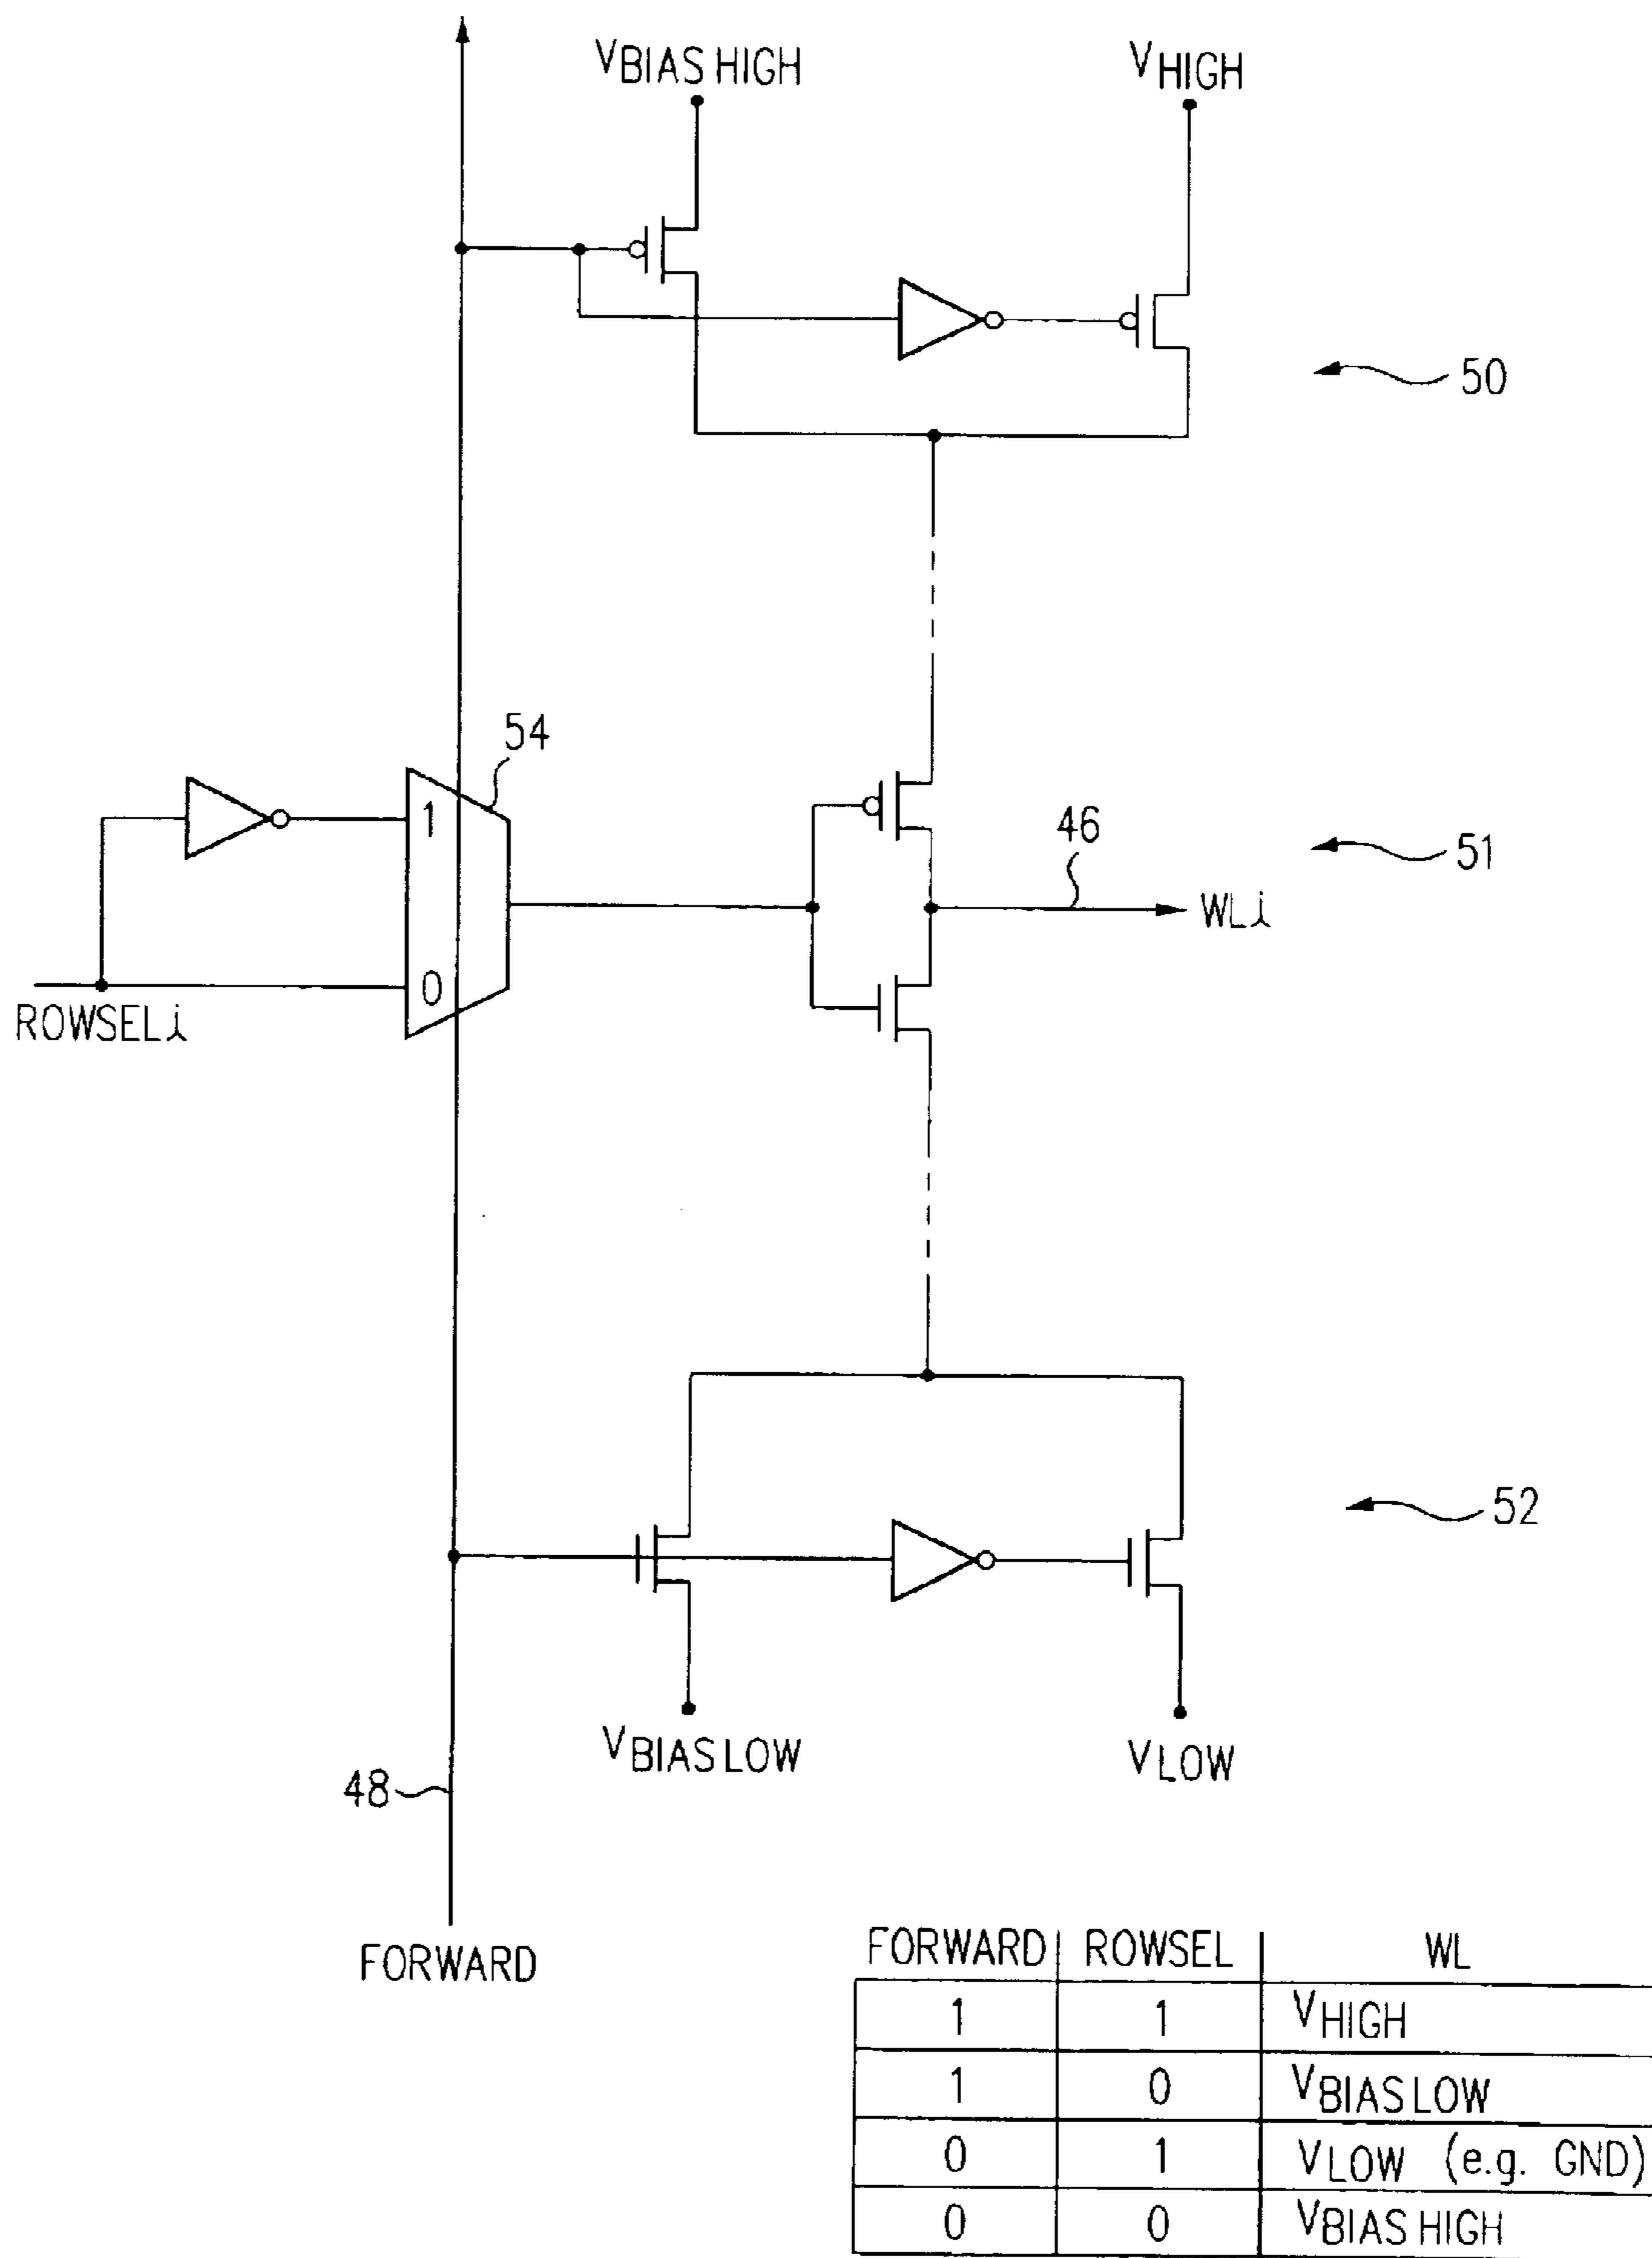 VBIAS HIGH
VHIGH
50
54
1
46
51
WLi
0
ROWSELi
52
VBIAS LOW
VLOW
48
FORWARD
FORWARD ROWSEL WL
1 1 VHIGH
1 0 VBIAS LOW
0 1 VLOW (e.g. GND)
0 0 VBIAS HIGH